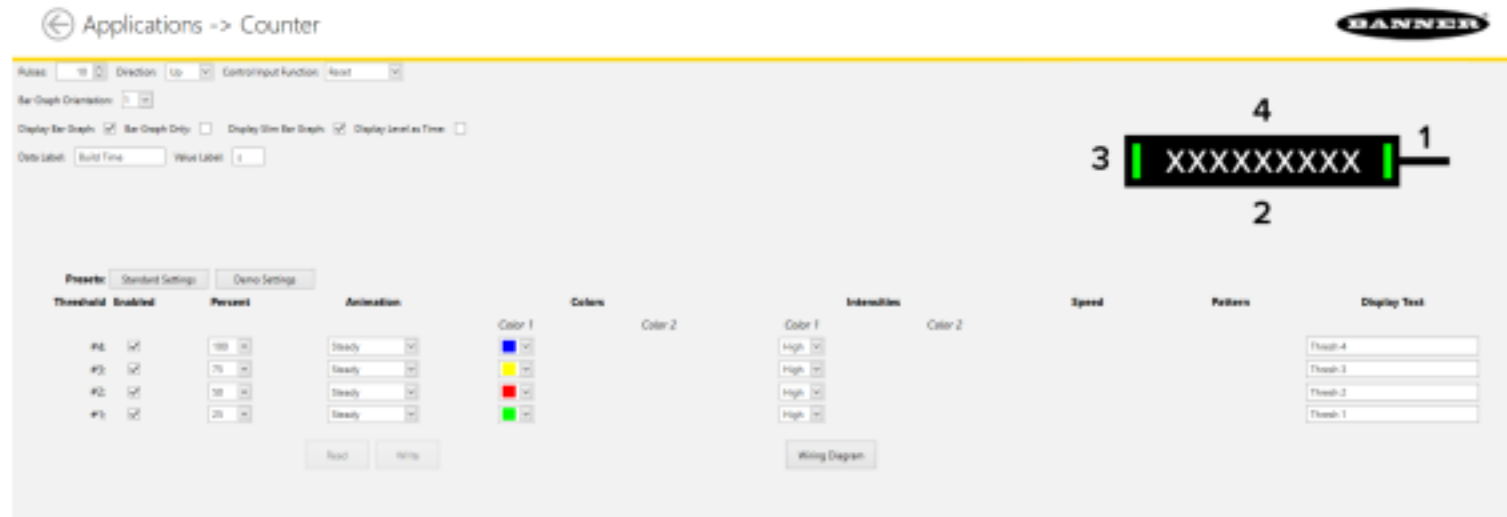 Applications -> Counter
BANNER
Pulses: 10 Direction: Up Control Input Function: Reset
Bar Graph Orientation: 1
Display Bar Graph: Bar Graph Only: Display Slim Bar Graph: Display Level as Time:
Data Label: Build Time Value Label:
4
3 XXXXXXXXX 1
2
Presets: Standard Settings Demo Settings
Threshold Enabled Percent Animation Colors Intensities Speed Pattern Display Text
Color 1 Color 2 Color 1 Color 2
#4: 100 Steady High Thresh 4
#3: 75 Steady High Thresh 3
#2: 50 Steady High Thresh 2
#1: 25 Steady High Thresh 1
Read Write Wiring Diagram